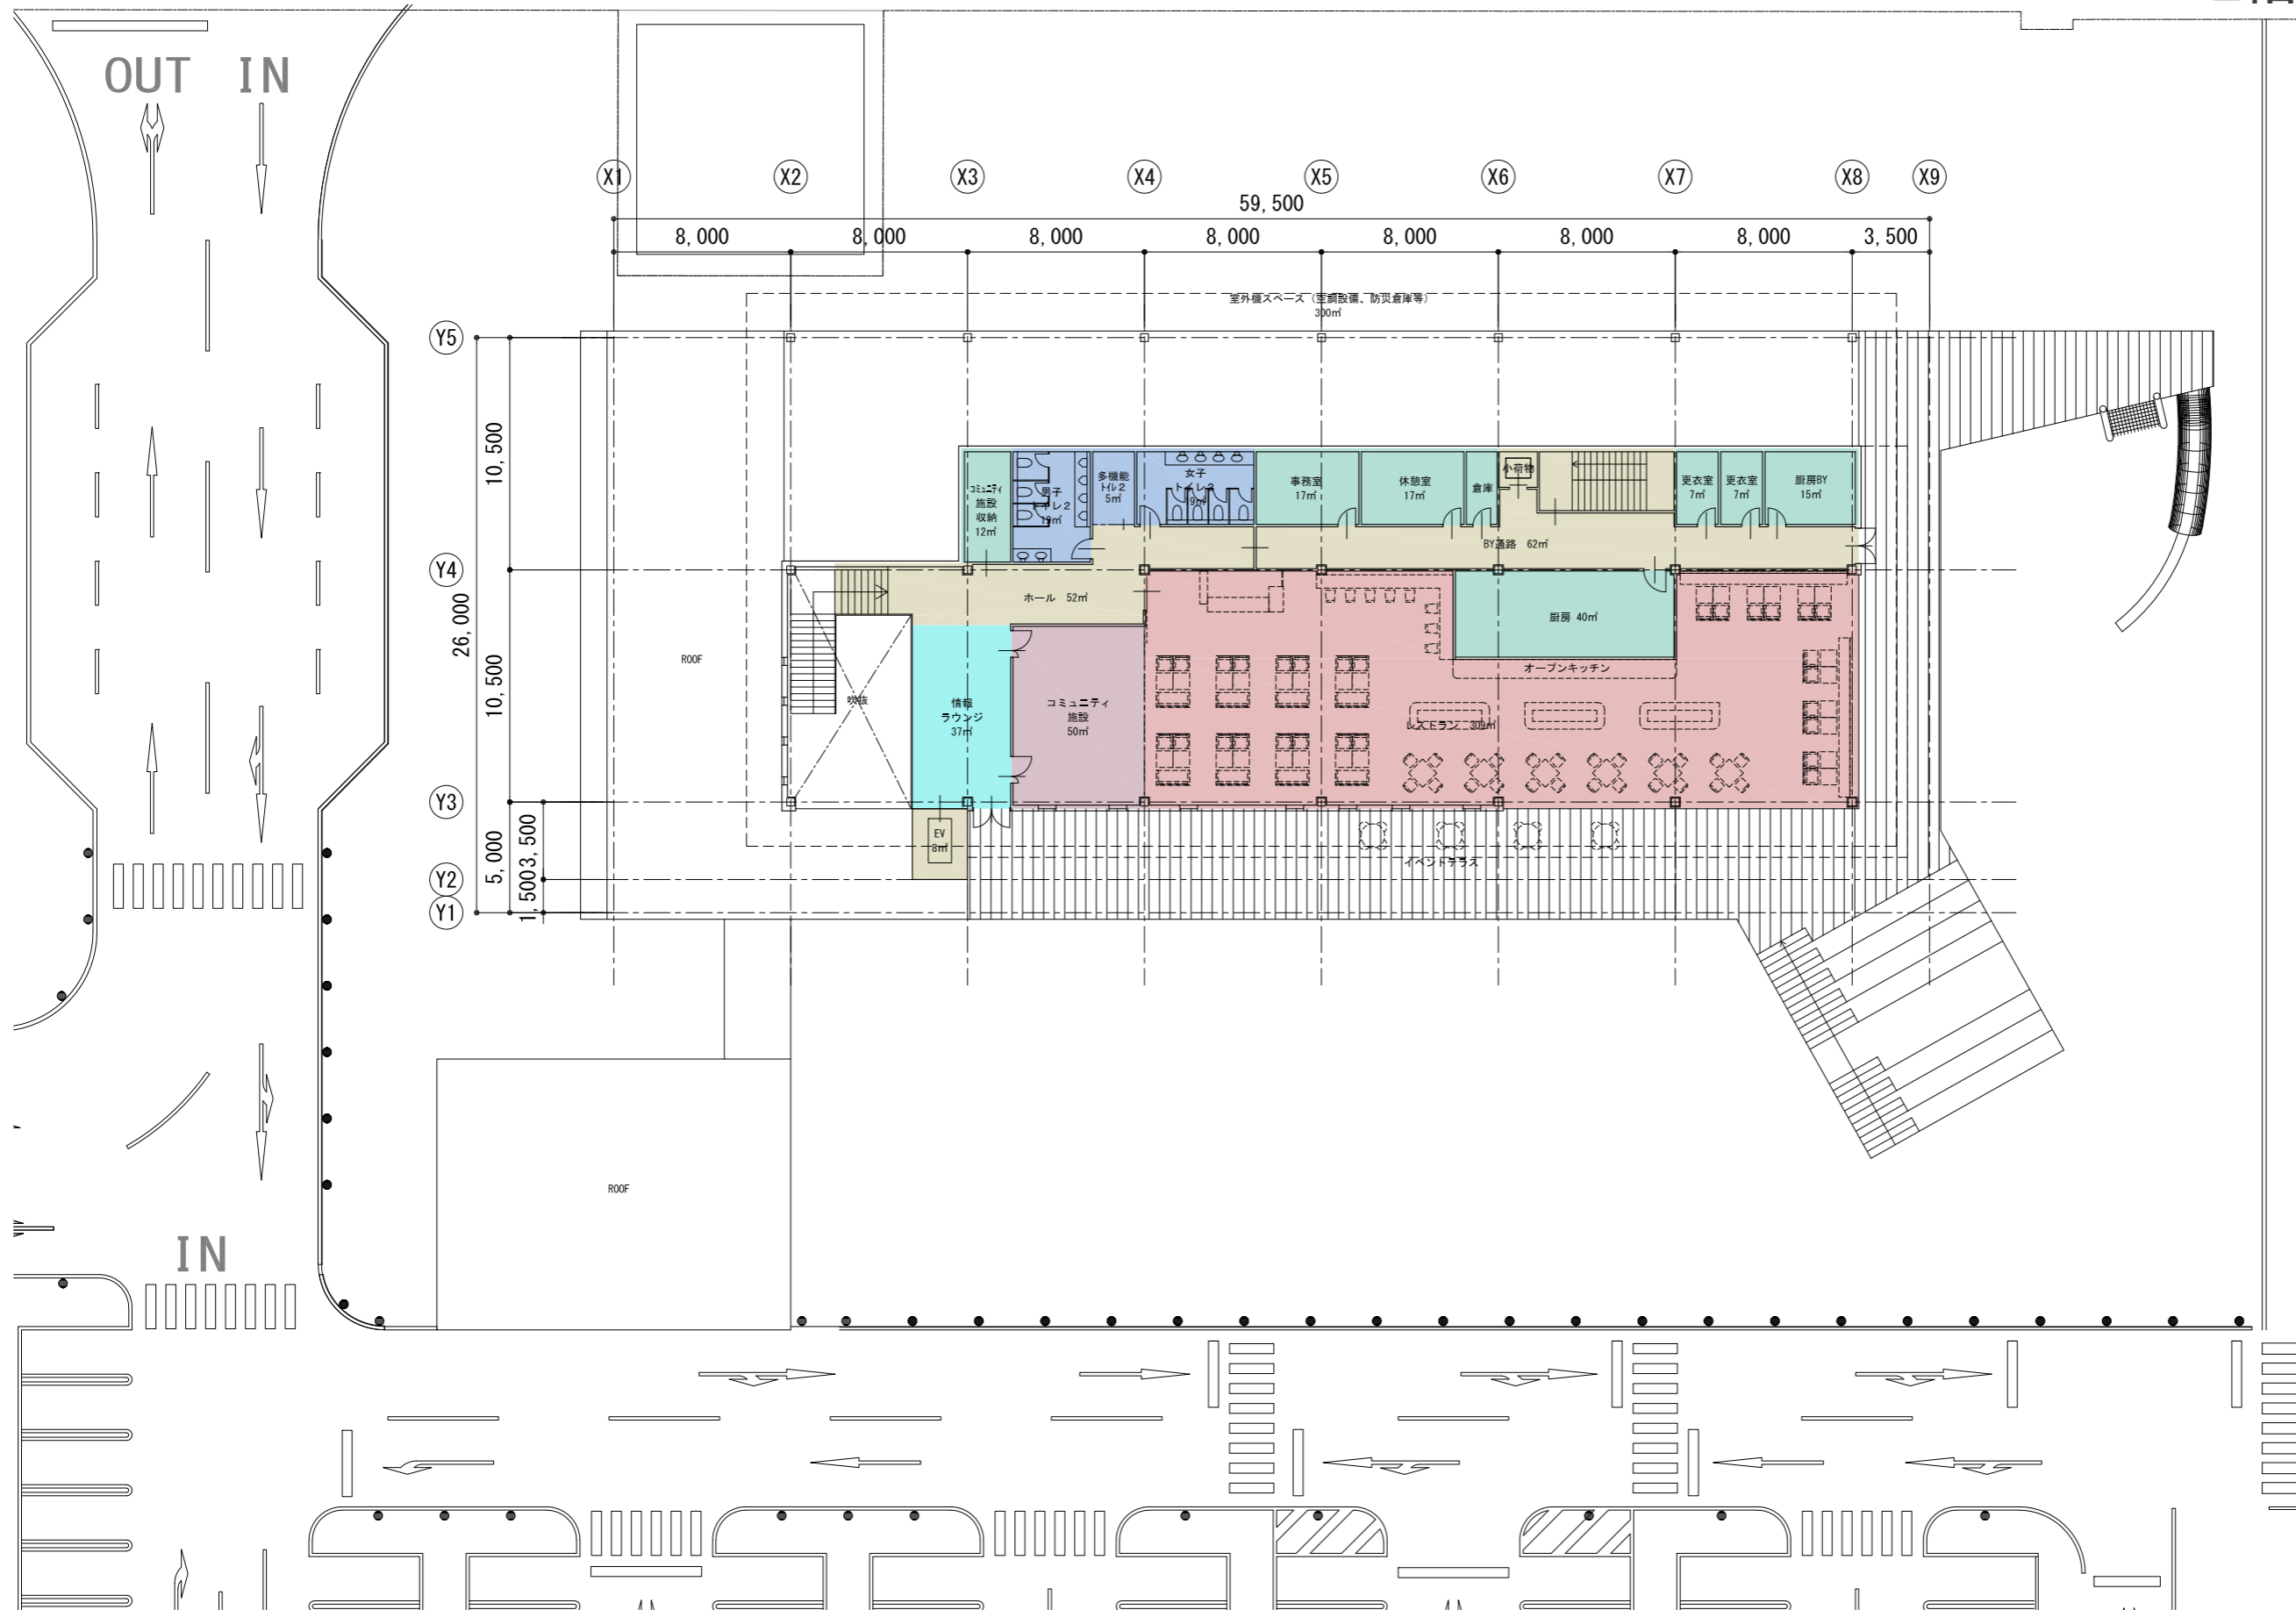 OUT IN
X1 X2 X3 X4 X5 X6 X7 X8 X9
59,500
8,000 8,000 8,000 8,000 8,000 8,000 8,000 3,500
室外機スペース（空調設備、防災倉庫等）
300㎡
Y5
10,500
コミュニティ
施設
収納
12㎡
男子
トイレ2
19㎡
多機能
トイレ2
5㎡
女子
トイレ2
19㎡
事務室
17㎡
休憩室
17㎡
倉庫
小荷物
更衣室
7㎡
更衣室
7㎡
厨房BY
15㎡
BY通路 62㎡
Y4
26,000
ホール 52㎡
厨房 40㎡
ROOF
オープンキッチン
10,500
吹抜
情報
ラウンジ
37㎡
コミュニティ
施設
50㎡
レストラン 309㎡
Y3
5,000
3,500
1,500
EV
8㎡
イベントテラス
Y2
Y1
ROOF
IN